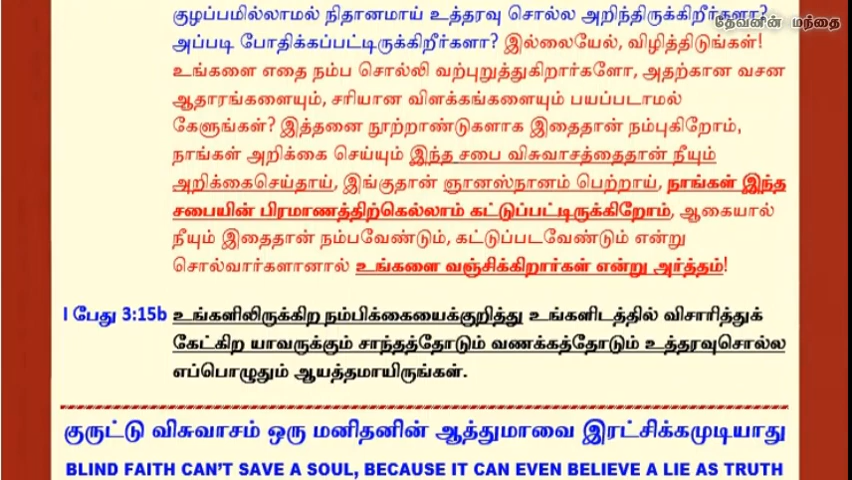 தேவனின் மந்தை
குழப்பமில்லாமல் நிதானமாய் உத்தரவு சொல்ல அறிந்திருக்கிறீர்களா?
அப்படி போதிக்கப்பட்டிருக்கிறீர்களா? இல்லையேல், விழித்திடுங்கள்!
உங்களை எதை நம்ப சொல்லி வற்புறுத்துகிறார்களோ, அதற்கான வசன
ஆதாரங்களையும், சரியான விளக்கங்களையும் பயப்படாமல்
கேளுங்கள்? இத்தனை நூற்றாண்டுகளாக இதைதான் நம்புகிறோம்,
நாங்கள் அறிக்கை செய்யும் இந்த சபை விசுவாசத்தைதான் நீயும்
அறிக்கைசெய்தாய், இங்குதான் ஞானஸ்நானம் பெற்றாய், நாங்கள் இந்த
சபையின் பிரமாணத்திற்கெல்லாம் கட்டுப்பட்டிருக்கிறோம், ஆகையால்
நீயும் இதைதான் நம்பவேண்டும், கட்டுப்படவேண்டும் என்று
சொல்வார்களானால் உங்களை வஞ்சிக்கிறார்கள் என்று அர்த்தம்!
I பேது 3:15b உங்களிலிருக்கிற நம்பிக்கையைக்குறித்து உங்களிடத்தில் விசாரித்துக்
கேட்கிற யாவருக்கும் சாந்தத்தோடும் வணக்கத்தோடும் உத்தரவுசொல்ல
எப்பொழுதும் ஆயத்தமாயிருங்கள்.
குருட்டு விசுவாசம் ஒரு மனிதனின் ஆத்துமாவை இரட்சிக்கமுடியாது
BLIND FAITH CAN'T SAVE A SOUL, BECAUSE IT CAN EVEN BELIEVE A LIE AS TRUTH